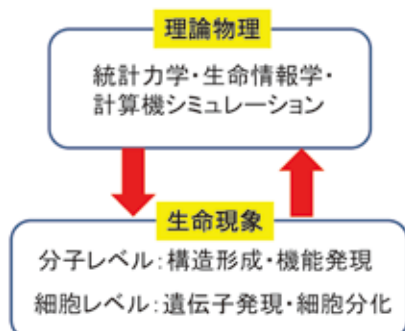 理論物理
統計力学・生命情報学・
計算機シミュレーション
生命現象
分子レベル：構造形成・機能発現
細胞レベル：遺伝子発現・細胞分化